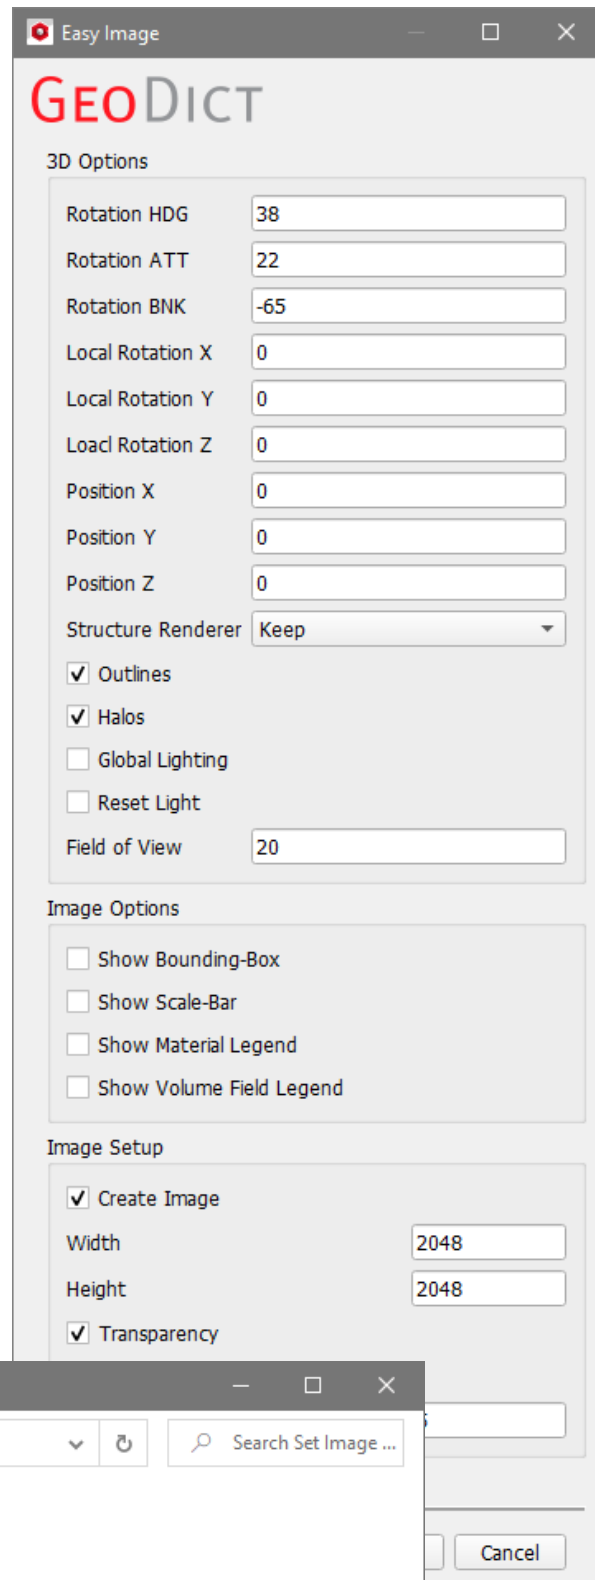 Easy Image
GEODICT
3D Options
Rotation HDG 38
Rotation ATT 22
Rotation BNK -65
Local Rotation X 0
Local Rotation Y 0
Loacl Rotation Z 0
Position X 0
Position Y 0
Position Z 0
Structure Renderer Keep
Outlines
Halos
Global Lighting
Reset Light
Field of View 20
Image Options
Show Bounding-Box
Show Scale-Bar
Show Material Legend
Show Volume Field Legend
Image Setup
Create Image
Width 2048
Height 2048
Transparency
Search Set Image ...
Cancel